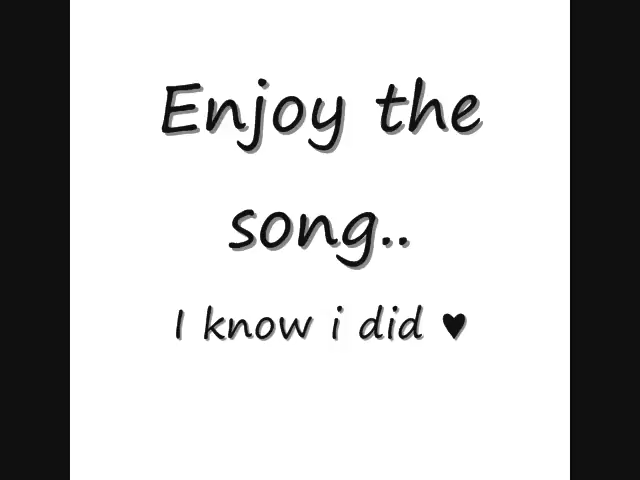 Enjoy the
song..
I know i did ♥